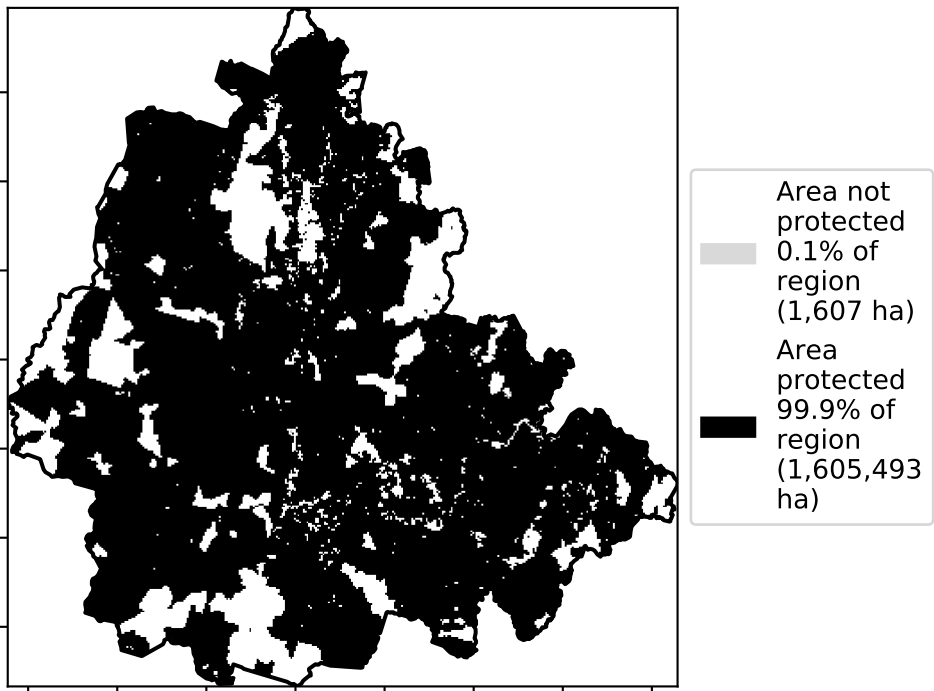 Area not
protected
0.1% of
region
(1,607 ha)
Area
protected
99.9% of
region
(1,605,493
ha)